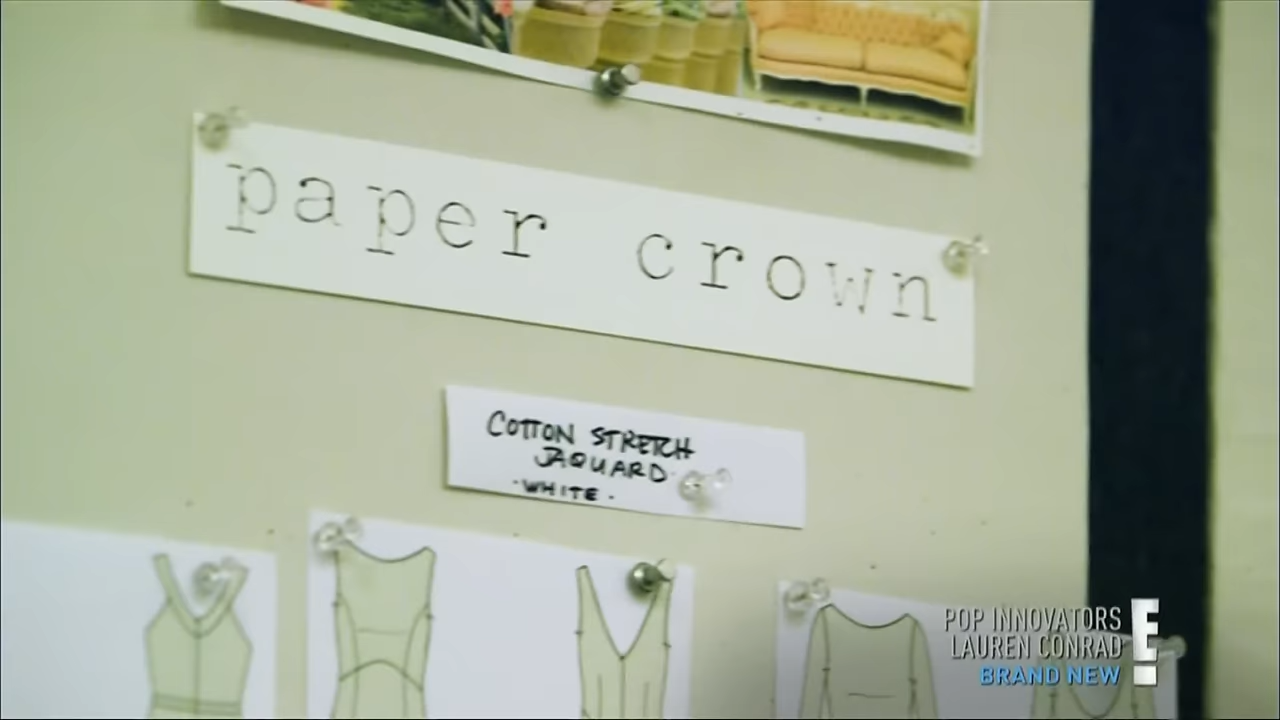 paper crown
COTTON STRETCH
JAQUARD
·WHITE·
POP INNOVATORS
LAUREN CONRAD
BRAND NEW
E!